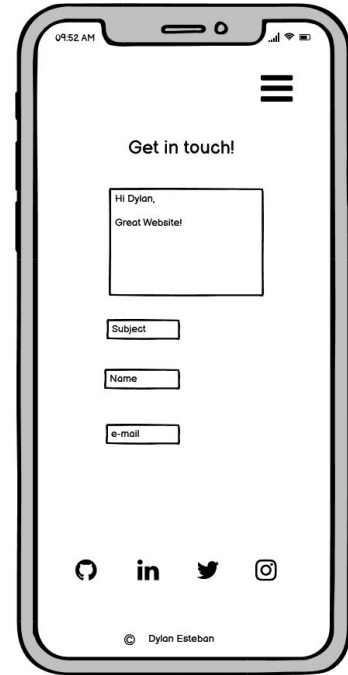 09:52 AM
Get in touch!
Hi Dylan,
Great Website!
Subject
Name
e-mail
in
© Dylan Esteban